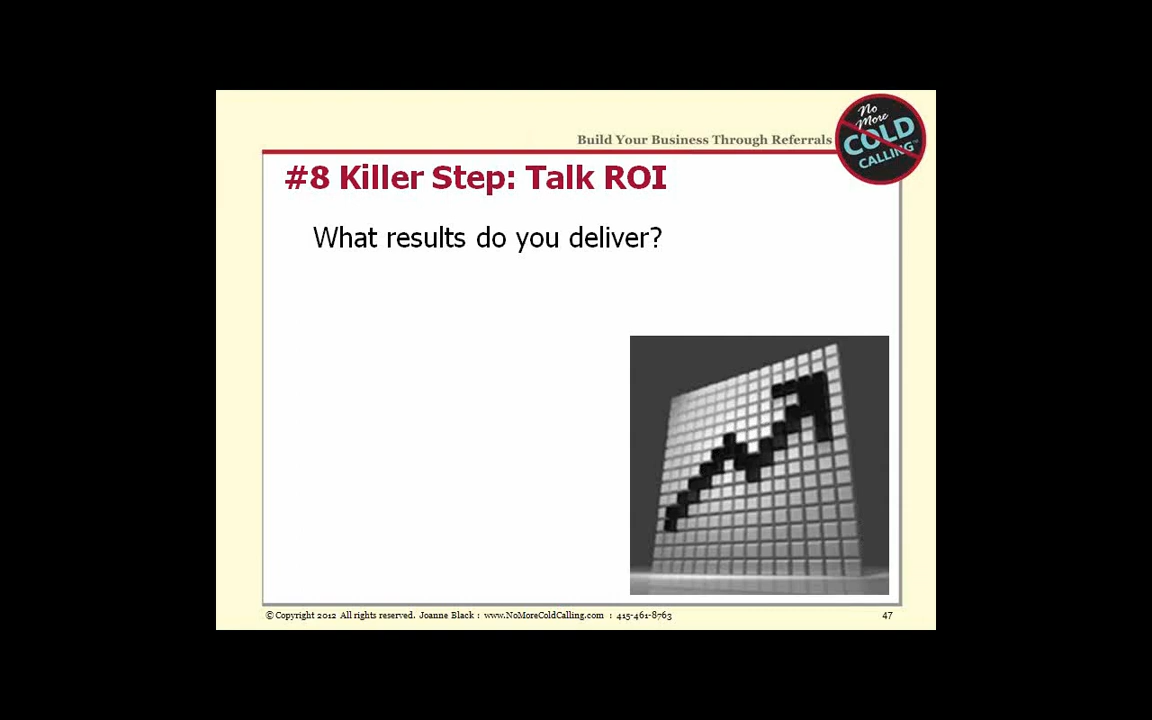 Build Your Business Through Referrals
No
More
COLD
CALLING™
#8 Killer Step: Talk ROI
What results do you deliver?
© Copyright 2012 All rights reserved. Joanne Black : www.NoMoreColdCalling.com : 415-461-8763
47